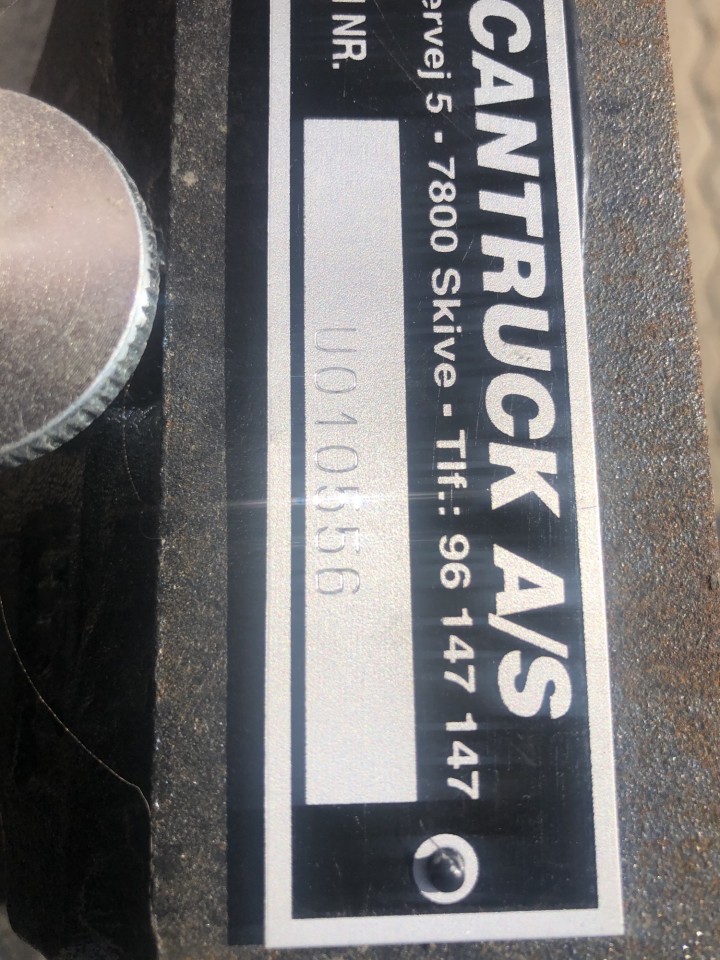 CANTRUCK A/S
ervej 5 - 7800 Skive - Tlf.: 96 147 147
NR.
U010556